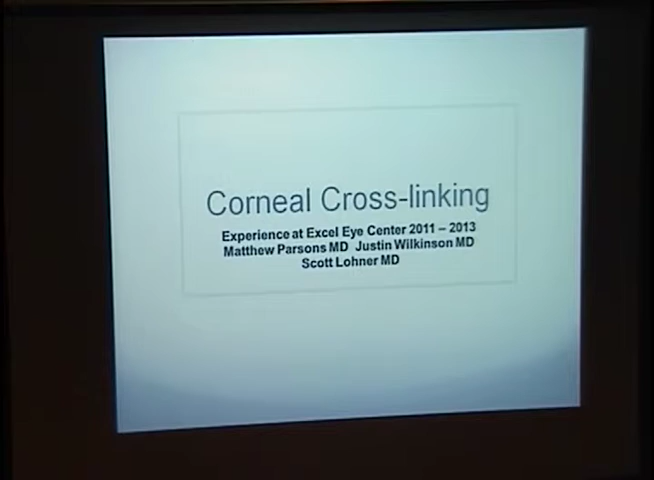 Corneal Cross-linking
Experience at Excel Eye Center 2011 – 2013
Matthew Parsons MD Justin Wilkinson MD
Scott Lohner MD